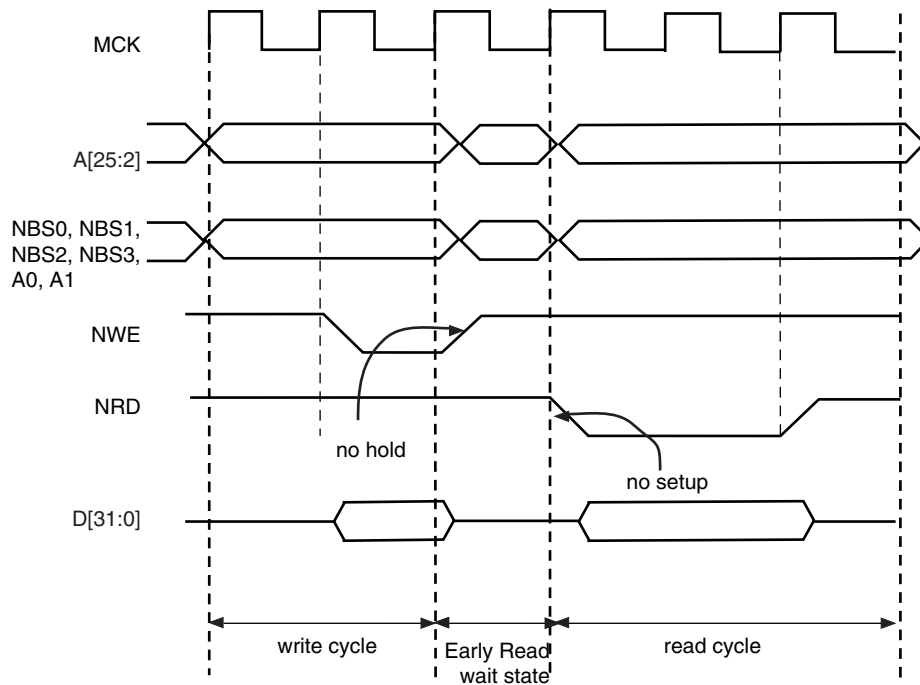 MCK
A[25:2]
NBS0, NBS1,
NBS2, NBS3,
A0, A1
NWE
NRD
no hold
no setup
D[31:0]
write cycle
Early Read
wait state
read cycle